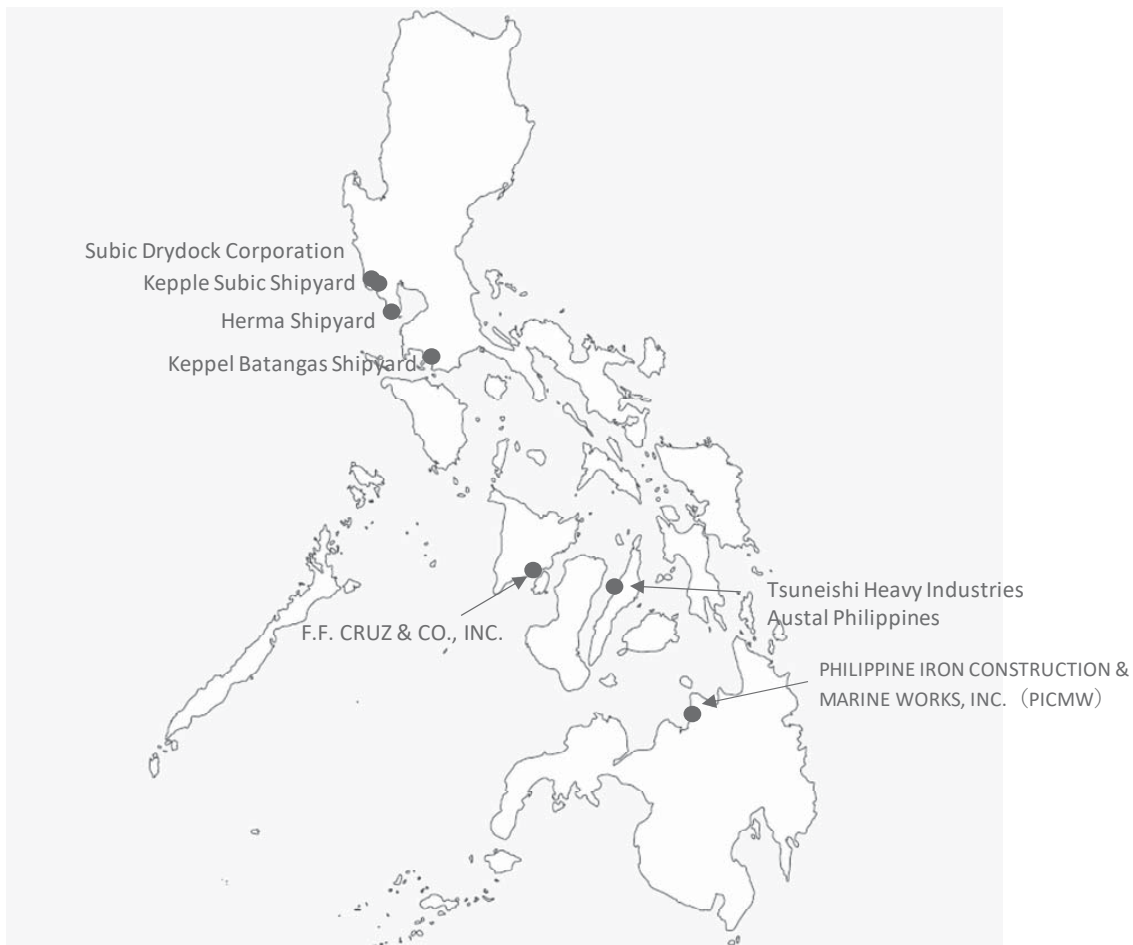 Subic Drydock Corporation
Kepple Subic Shipyard
Herma Shipyard
Keppel Batangas Shipyard
Tsuneishi Heavy Industries
Austal Philippines
F.F. CRUZ & CO., INC.
PHILIPPINE IRON CONSTRUCTION &
MARINE WORKS, INC.（PICMW）